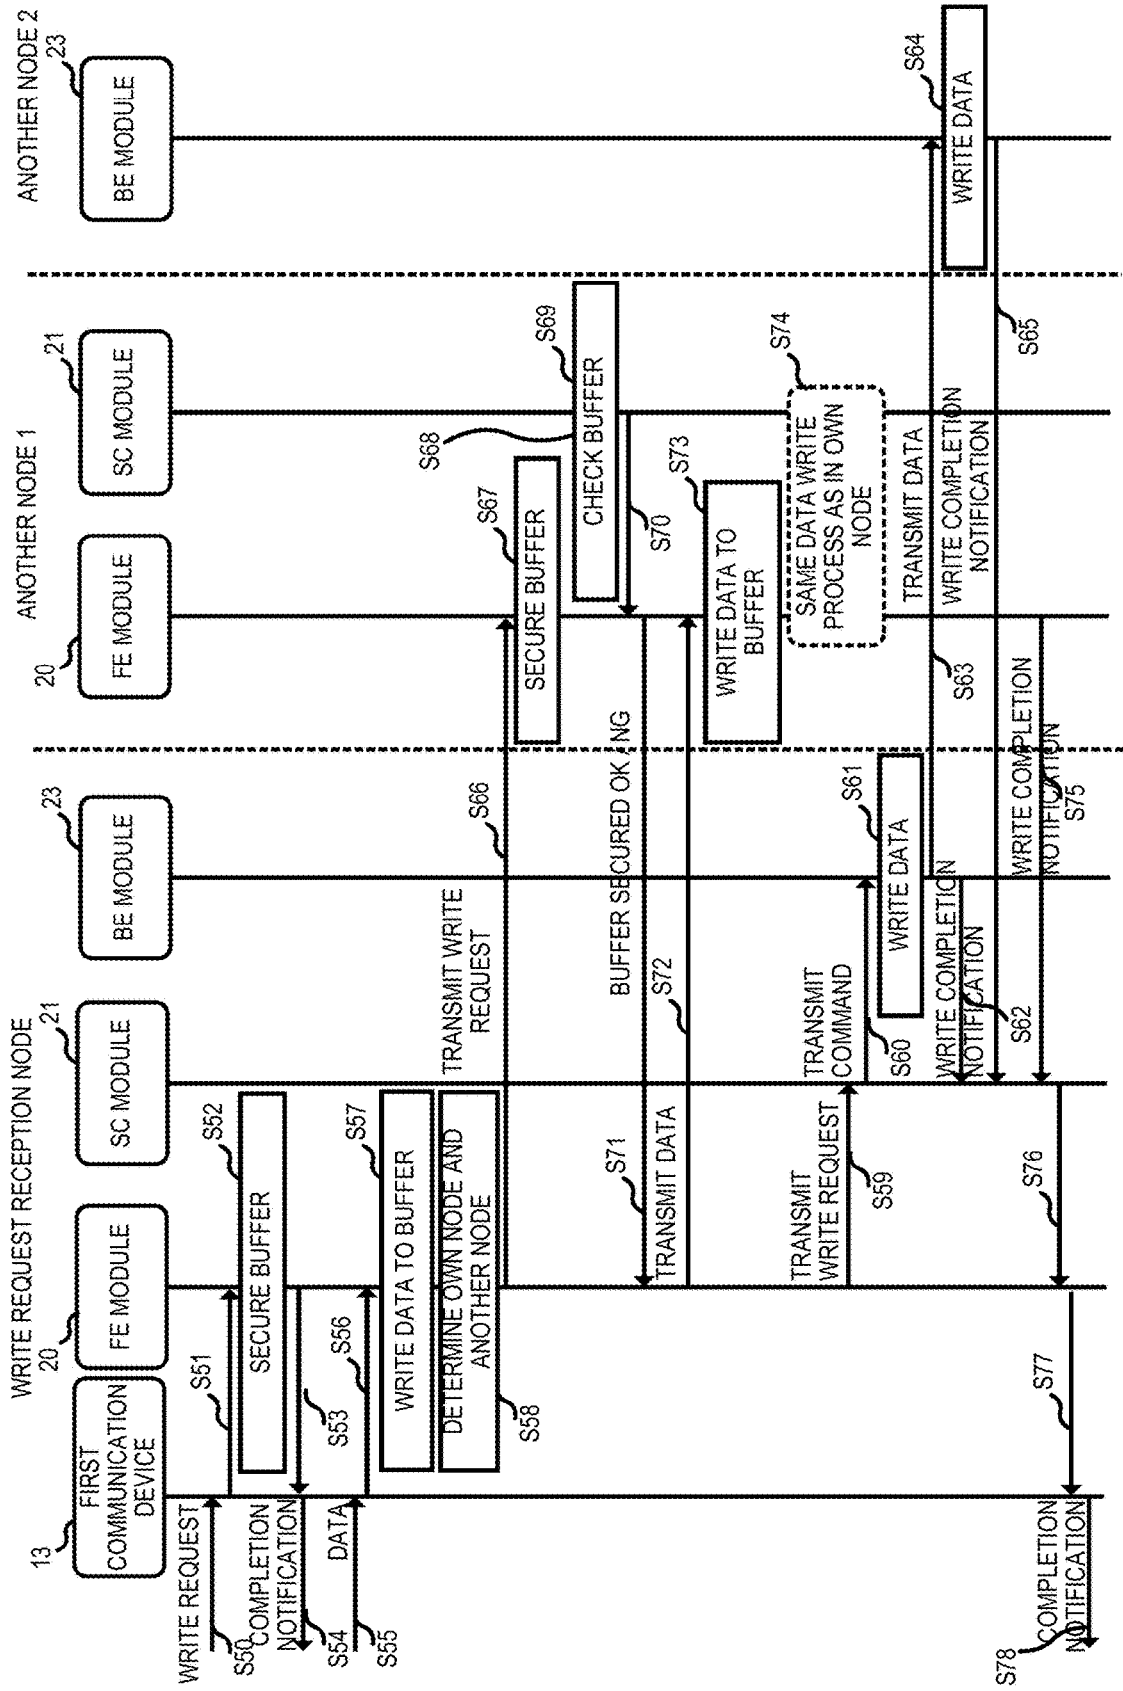 WRITE REQUEST RECEPTION NODE
ANOTHER NODE 1
ANOTHER NODE 2
13
20
21
23
20
21
23
FIRST
COMMUNICATION
DEVICE
FE MODULE
SC MODULE
BE MODULE
FE MODULE
SC MODULE
BE MODULE
WRITE REQUEST
S50
S51
S52
SECURE BUFFER
S53
COMPLETION
NOTIFICATION
S54
DATA
S55
S56
S57
WRITE DATA TO BUFFER
DETERMINE OWN NODE AND
ANOTHER NODE
S58
TRANSMIT WRITE
REQUEST
S66
S67
SECURE BUFFER
S68
S69
CHECK BUFFER
S70
BUFFER SECURED OK / NG
S71
TRANSMIT DATA
S72
S73
WRITE DATA TO
BUFFER
S74
SAME DATA WRITE
PROCESS AS IN OWN
NODE
TRANSMIT
WRITE REQUEST
S59
TRANSMIT
COMMAND
S60
S61
WRITE DATA
TRANSMIT DATA
S63
S64
WRITE DATA
WRITE COMPLETION
NOTIFICATION
S62
WRITE COMPLETION
NOTIFICATION
S65
WRITE COMPLETION
NOTIFICATION
S75
S76
S77
COMPLETION
NOTIFICATION
S78